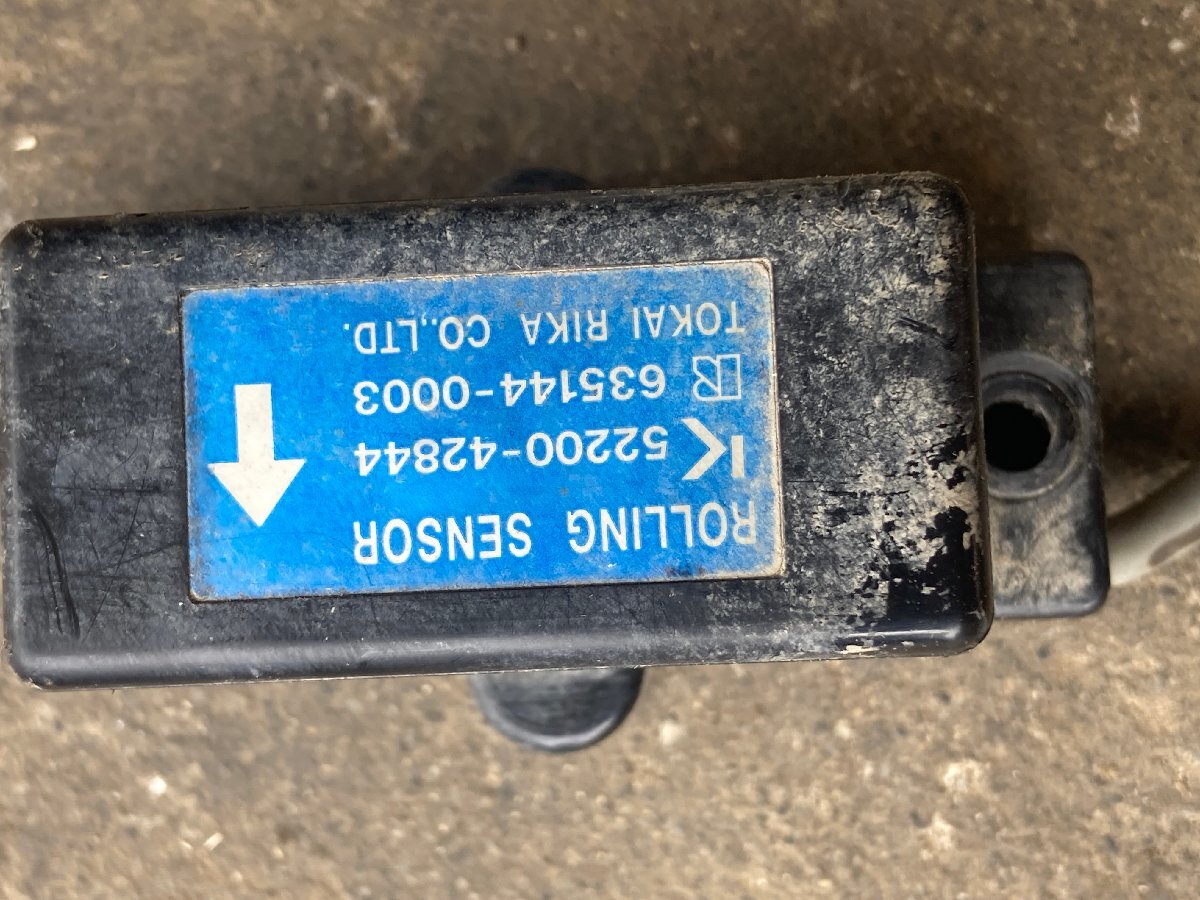 ROLLING SENSOR
K 52200-42844
R 635144-0003
TOKAI RIKA CO.,LTD.